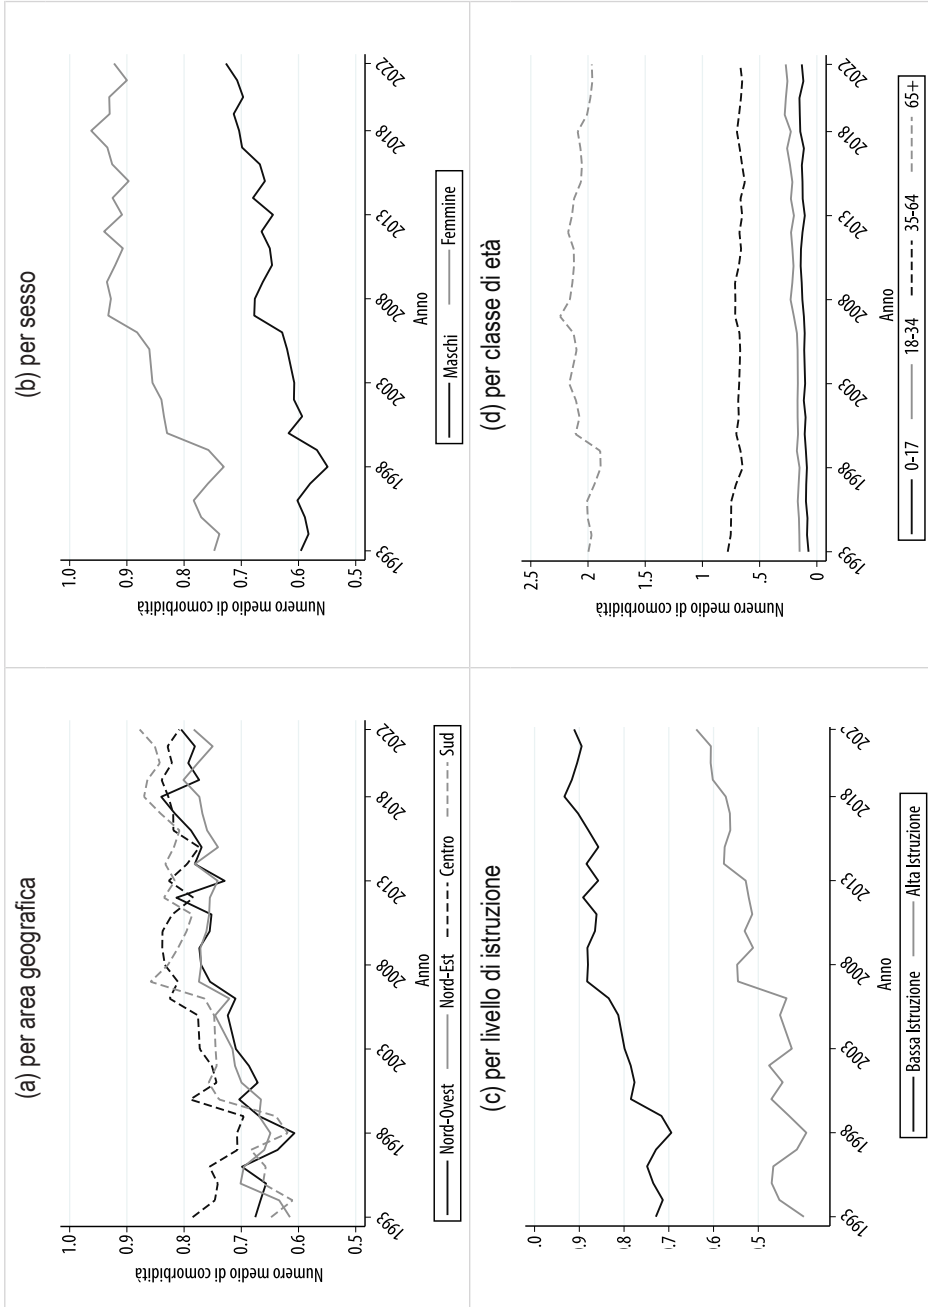 (a) per area geografica
Numero medio di comorbidità
1.0
0.9
0.8
0.7
0.6
0.5
1993 1998 2003 2008 2013 2018 2022
Anno
Nord-Ovest Nord-Est Centro Sud
(b) per sesso
Numero medio di comorbidità
1.0
0.9
0.8
0.7
0.6
0.5
1993 1998 2003 2008 2013 2018 2022
Anno
Maschi Femmine
(c) per livello di istruzione
.0
.9
.8
.7
.6
.5
1993 1998 2003 2008 2013 2018 2022
Anno
Bassa Istruzione Alta Istruzione
(d) per classe di età
Numero medio di comorbidità
2.5
2
1.5
1
.5
0
1993 1998 2003 2008 2013 2018 2022
Anno
0-17 18-34 35-64 65+